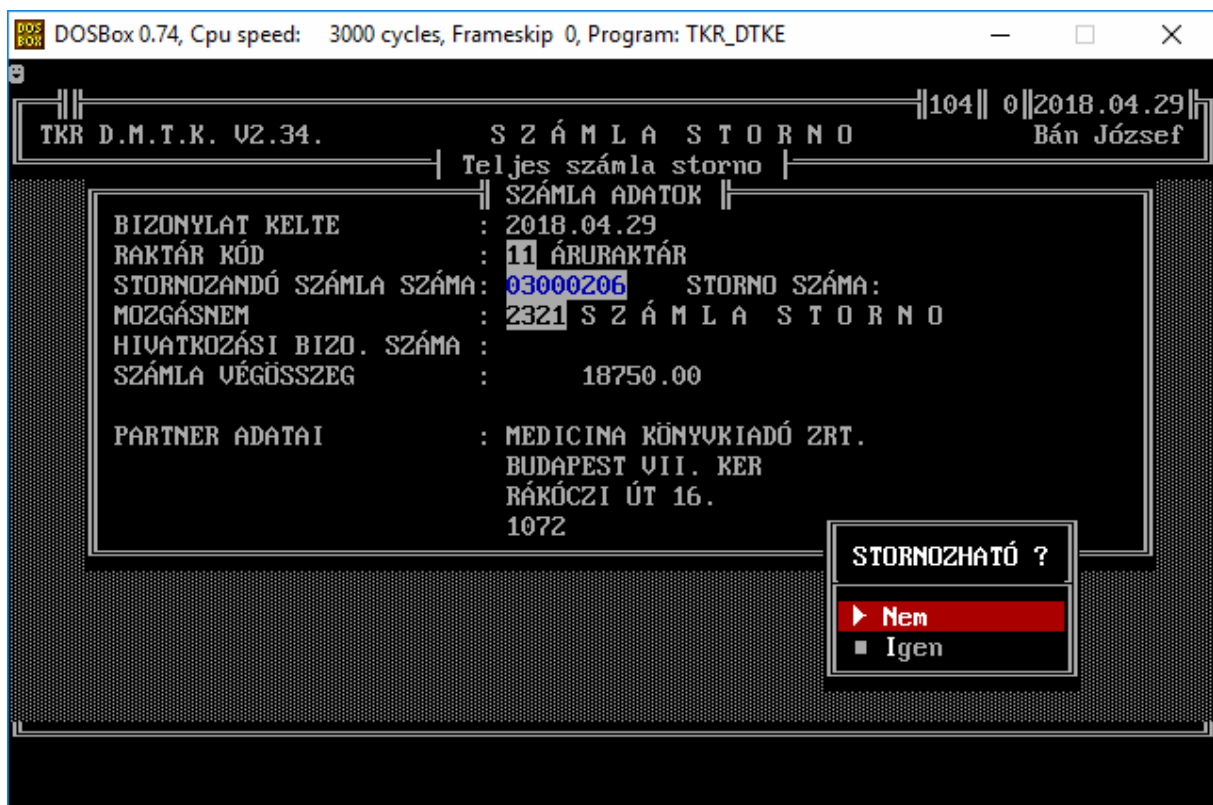 DOS BOX DOSBox 0.74, Cpu speed: 3000 cycles, Frameskip 0, Program: TKR_DTKE
104 0 2018.04.29
TKR D.M.T.K. V2.34. S Z Á M L A S T O R N O Bán József
Teljes számla storno
SZÁMLA ADATOK
BIZONYLAT KELTE : 2018.04.29
RAKTÁR KÓD : 11 ÁRURAKTÁR
STORNOZANDÓ SZÁMLA SZÁMA: 03000206 STORNO SZÁMA:
MOZGÁSNEM : 2321 S Z Á M L A S T O R N O
HIVATKOZÁSI BIZO. SZÁMA :
SZÁMLA VÉGÖSSZEG : 18750.00
PARTNER ADATAI : MEDICINA KÖNYVKIADÓ ZRT.
BUDAPEST VII. KER
RÁKÓCZI ÚT 16.
1072
STORNOZHATÓ ?
Nem
Igen